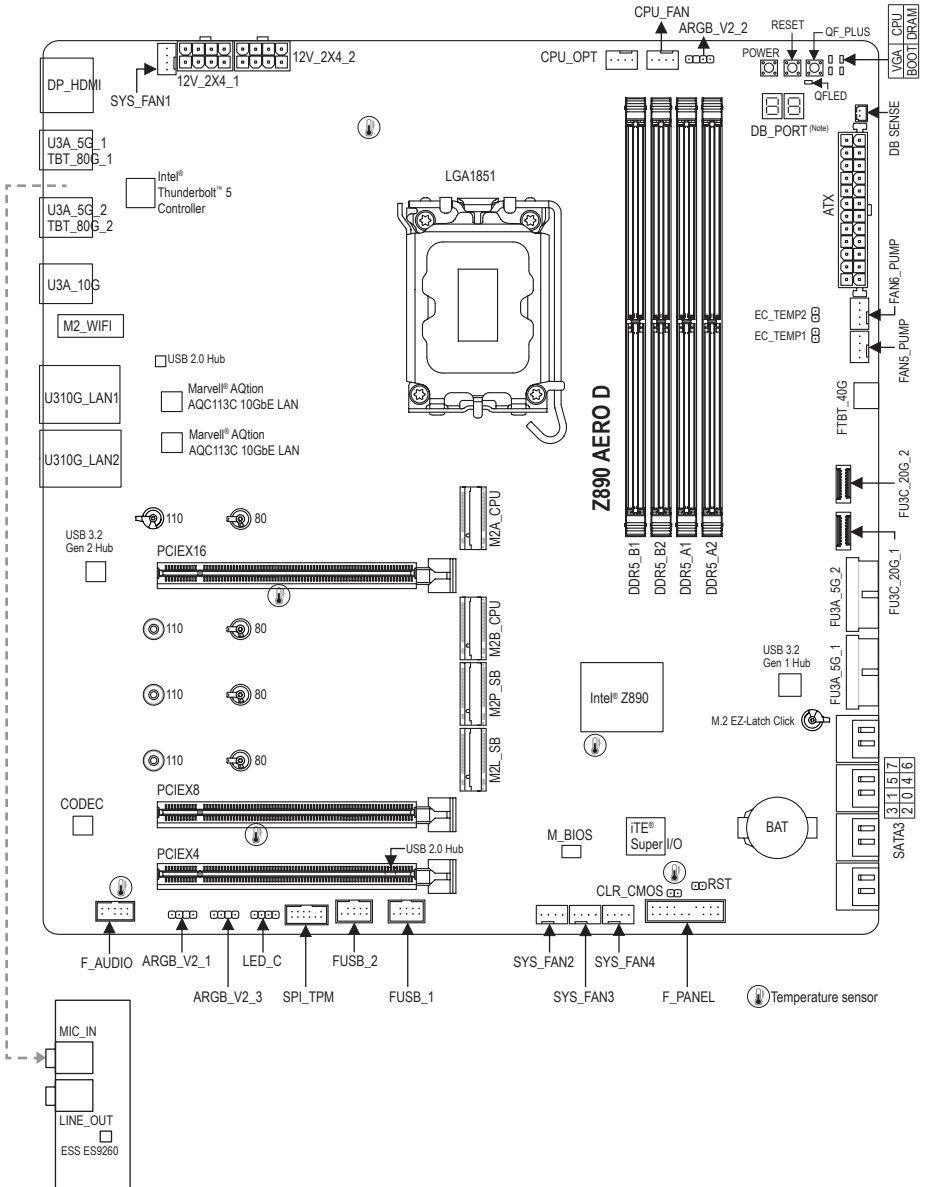 CPU_FAN
ARGB_V2_2
RESET
QF_PLUS
CPU_OPT
POWER
VGA CPU
BOOT DRAM
12V_2X4_1
12V_2X4_2
SYS_FAN1
DP_HDMI
QFLED
DB_PORT (Note)
DB SENSE
U3A_5G_1
TBT_80G_1
Intel® Thunderbolt™ 5 Controller
LGA1851
ATX
U3A_5G_2
TBT_80G_2
U3A_10G
FAN6_PUMP
EC_TEMP2
EC_TEMP1
M2_WIFI
FAN5_PUMP
USB 2.0 Hub
U310G_LAN1
Marvell® AQtion
AQC113C 10GbE LAN
FTBT_40G
Z890 AERO D
U310G_LAN2
Marvell® AQtion
AQC113C 10GbE LAN
FU3C_20G_2
110
80
M2A_CPU
USB 3.2
Gen 2 Hub
PCIEX16
DDR5_B1
DDR5_B2
DDR5_A1
DDR5_A2
FU3C_20G_1
FU3A_5G_2
110
80
M2B_CPU
USB 3.2
Gen 1 Hub
FU3A_5G_1
110
80
M2P_SB
Intel® Z890
M.2 EZ-Latch Click
110
80
M2L_SB
3 1 5 7
2 0 4 6
SATA3
PCIEX8
CODEC
M_BIOS
iTE®
Super I/O
BAT
PCIEX4
USB 2.0 Hub
CLR_CMOS
RST
F_AUDIO
ARGB_V2_1
LED_C
FUSB_2
SYS_FAN2
SYS_FAN4
ARGB_V2_3
SPI_TPM
FUSB_1
SYS_FAN3
F_PANEL
Temperature sensor
MIC_IN
LINE_OUT
ESS ES9260